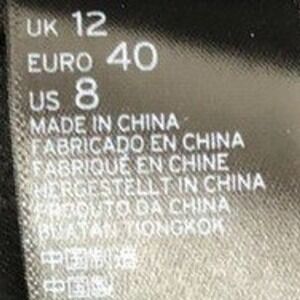 UK 12
EURO 40
US 8
MADE IN CHINA
FABRICADO EN CHINA
FABRIQUÉ EN CHINE
HERGESTELLT IN CHINA
PRODUTO DA CHINA
BUATAN TIONGKOK
中国制造
中國製